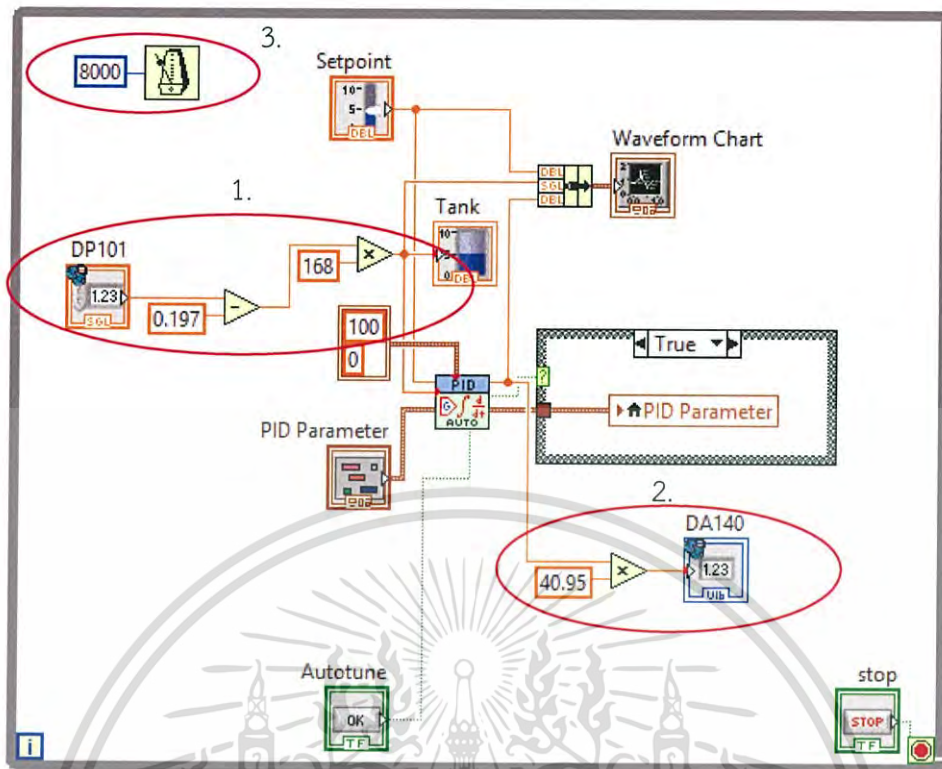 3.
8000
Setpoint
10-
5-
DBL
Waveform Chart
DBL
SGL
DBL
1.
Tank
10-
5-
0-
DBL
DP101
1.23
SGL
0.197
-
168
x
100
0
True
?
PID
G ∫ d/dt
AUTO
PID Parameter
PID Parameter
2.
DA140
40.95
x
1.23
U16
Autotune
OK
TF
stop
STOP
TF
i